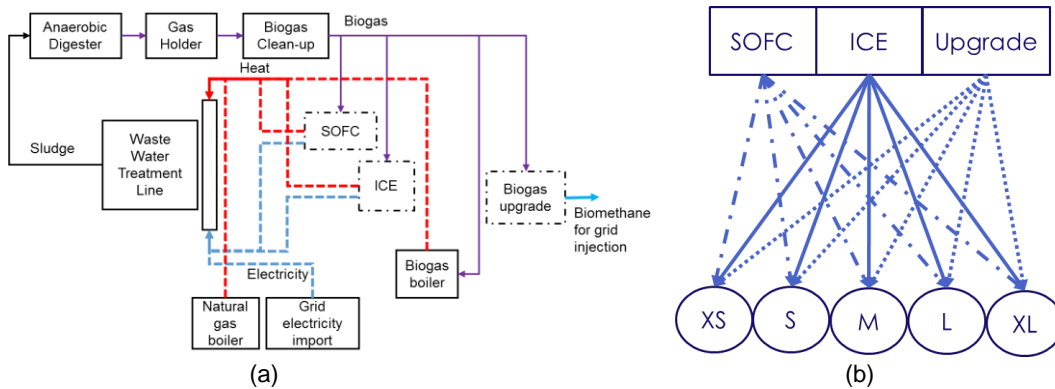 Anaerobic
Digester
Gas
Holder
Biogas
Clean-up
Biogas
Heat
SOFC
ICE
Sludge
Waste
Water
Treatment
Line
Biogas
upgrade
Biomethane
for grid
injection
Biogas
boiler
Electricity
Natural
gas
boiler
Grid
electricity
import
(a)
SOFC
ICE
Upgrade
XS
S
M
L
XL
(b)